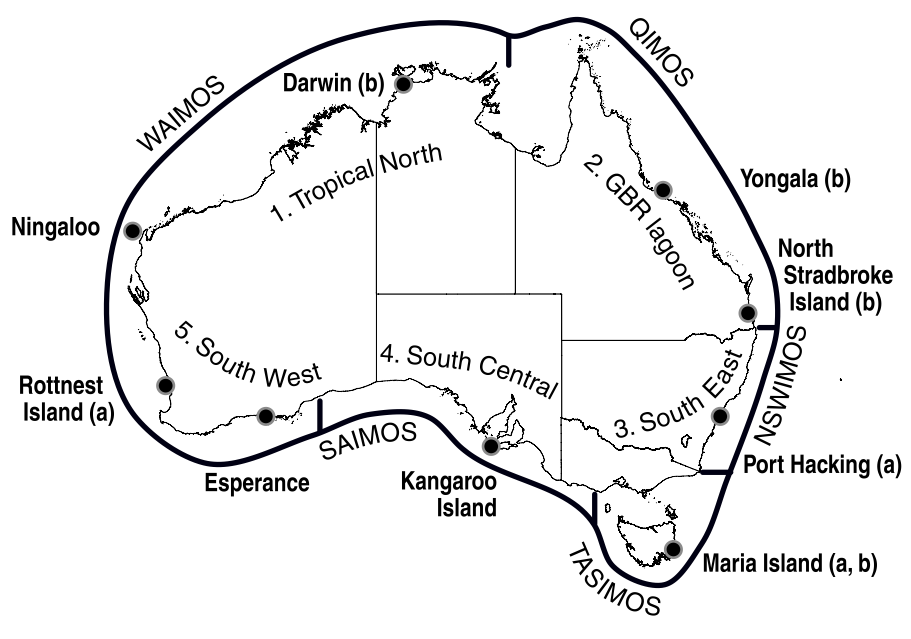 QIMOS
WAIMOS
Darwin (b)
1. Tropical North
2. GBR lagoon
Yongala (b)
Ningaloo
North
Stradbroke
Island (b)
5. South West
4. South Central
3. South East
NSWIMOS
Rottnest
Island (a)
SAIMOS
Esperance
Kangaroo
Island
Port Hacking (a)
TASIMOS
Maria Island (a, b)